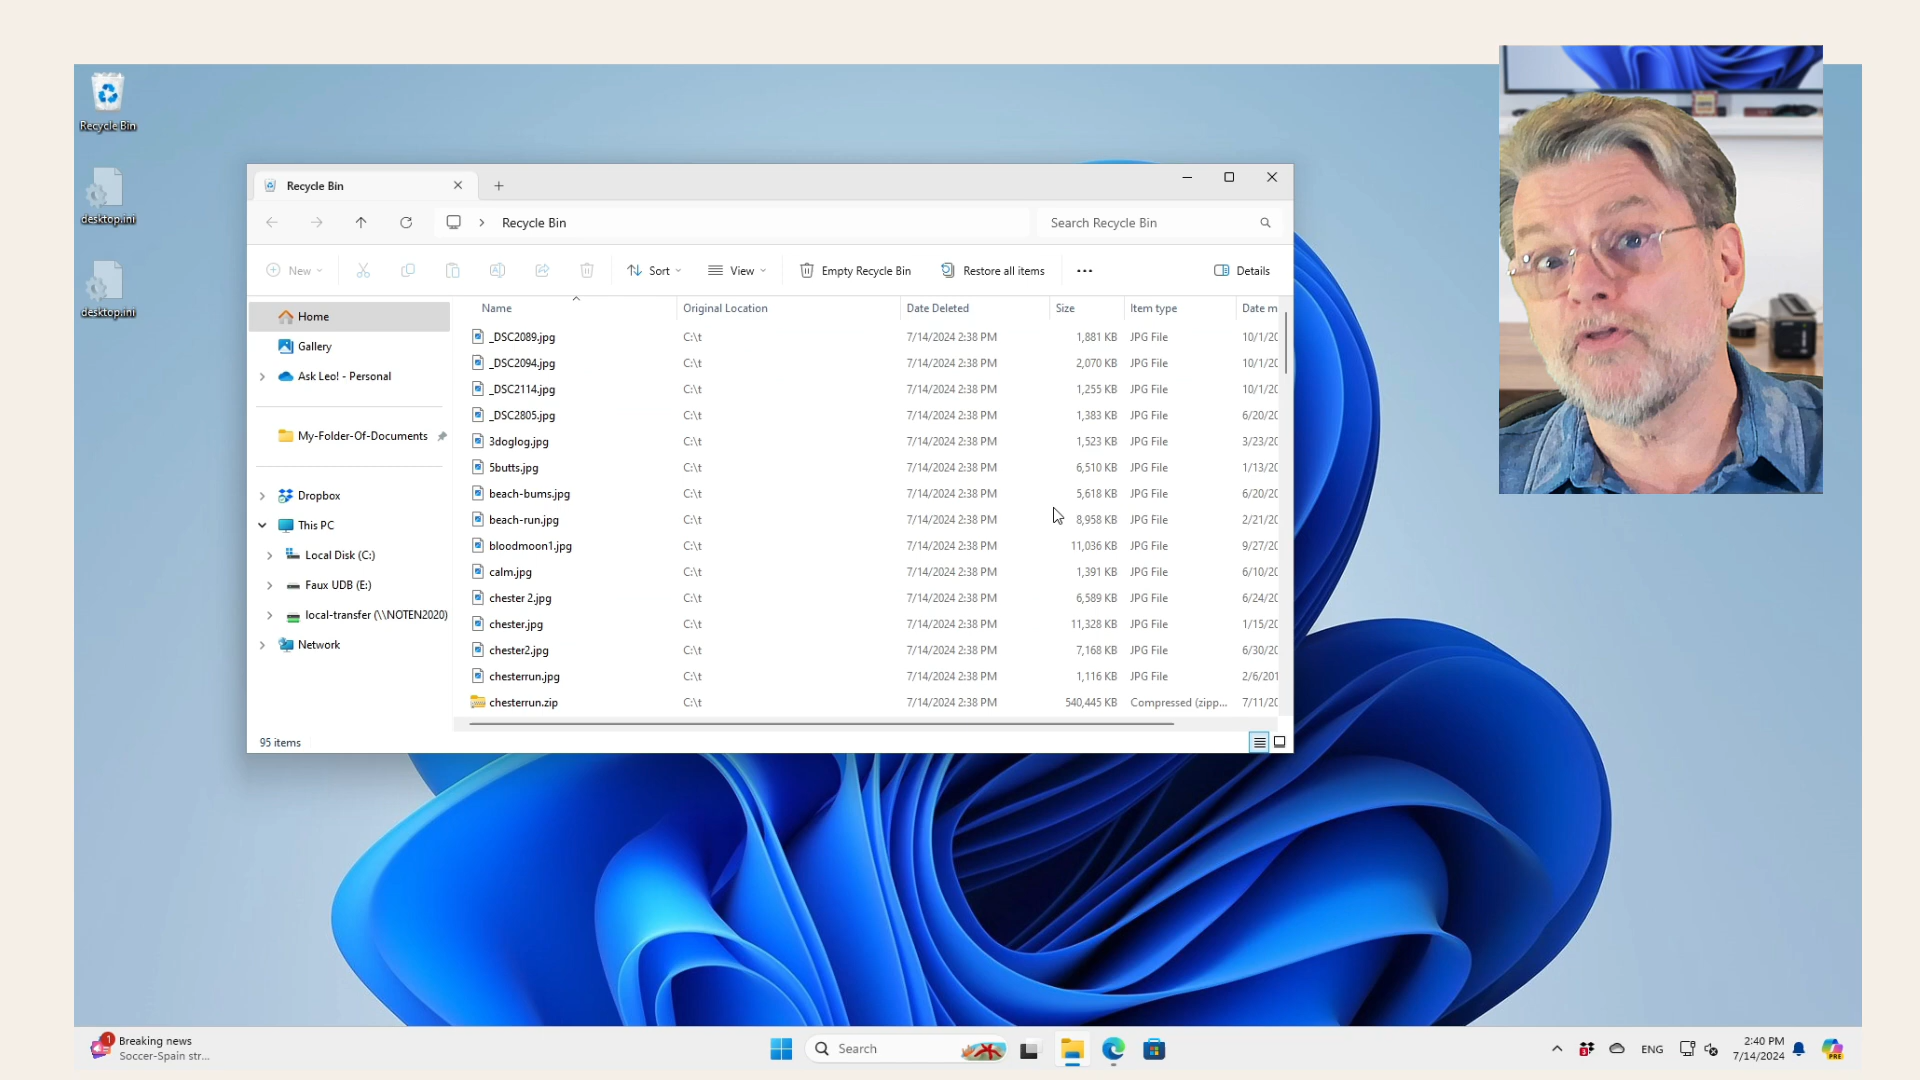 Recycle Bin
desktop.ini
desktop.ini
Recycle Bin
Recycle Bin
Search Recycle Bin
New
Sort
View
Empty Recycle Bin
Restore all items
Details
Home
Gallery
Ask Leo! - Personal
My-Folder-Of-Documents
Dropbox
This PC
Local Disk (C:)
Faux UDB (E:)
local-transfer (\\NOTEN2020)
Network
Name Original Location Date Deleted Size Item type Date m
_DSC2089.jpg C:\t 7/14/2024 2:38 PM 1,881 KB JPG File 10/1/20
_DSC2094.jpg C:\t 7/14/2024 2:38 PM 2,070 KB JPG File 10/1/20
_DSC2114.jpg C:\t 7/14/2024 2:38 PM 1,255 KB JPG File 10/1/20
_DSC2805.jpg C:\t 7/14/2024 2:38 PM 1,383 KB JPG File 6/20/20
3doglog.jpg C:\t 7/14/2024 2:38 PM 1,523 KB JPG File 3/23/20
5butts.jpg C:\t 7/14/2024 2:38 PM 6,510 KB JPG File 1/13/20
beach-bums.jpg C:\t 7/14/2024 2:38 PM 5,618 KB JPG File 6/20/20
beach-run.jpg C:\t 7/14/2024 2:38 PM 8,958 KB JPG File 2/21/20
bloodmoon1.jpg C:\t 7/14/2024 2:38 PM 11,036 KB JPG File 9/27/20
calm.jpg C:\t 7/14/2024 2:38 PM 1,391 KB JPG File 6/10/20
chester 2.jpg C:\t 7/14/2024 2:38 PM 6,589 KB JPG File 6/24/20
chester.jpg C:\t 7/14/2024 2:38 PM 11,328 KB JPG File 1/15/20
chester2.jpg C:\t 7/14/2024 2:38 PM 7,168 KB JPG File 6/30/20
chesterrun.jpg C:\t 7/14/2024 2:38 PM 1,116 KB JPG File 2/6/201
chesterrun.zip C:\t 7/14/2024 2:38 PM 540,445 KB Compressed (zipp... 7/11/20
95 items
1
Breaking news
Soccer-Spain str...
Search
ENG
2:40 PM
7/14/2024
PRE